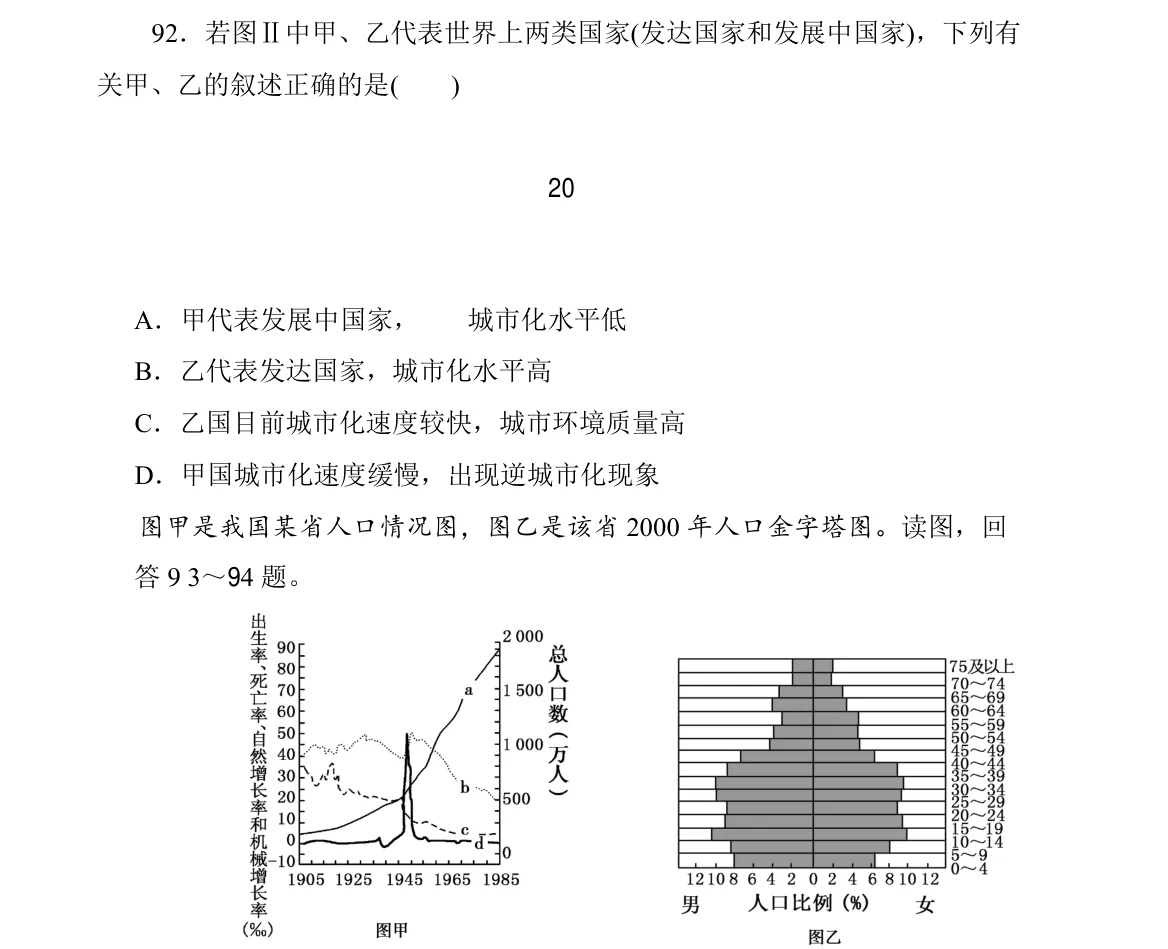 92．若图Ⅱ中甲、乙代表世界上两类国家(发达国家和发展中国家)，下列有
关甲、乙的叙述正确的是(　　)
20
A．甲代表发展中国家，　　城市化水平低
B．乙代表发达国家，城市化水平高
C．乙国目前城市化速度较快，城市环境质量高
D．甲国城市化速度缓慢，出现逆城市化现象
图甲是我国某省人口情况图，图乙是该省 2000 年人口金字塔图。读图，回
答 9 3～94 题。
出生率、死亡率、自然增长率和机械增长率(‰)
90
80
70
60
50
40
30
20
10
0
-10
2 000
1 500
1 000
500
0
总人口数(万人)
a
b
c
d
1905 1925 1945 1965 1985
图甲
75及以上
70～74
65～69
60～64
55～59
50～54
45～49
40～44
35～39
30～34
25～29
20～24
15～19
10～14
5～9
0～4
12 10 8 6 4 2 0 2 4 6 8 10 12
男 人口比例(%) 女
图乙